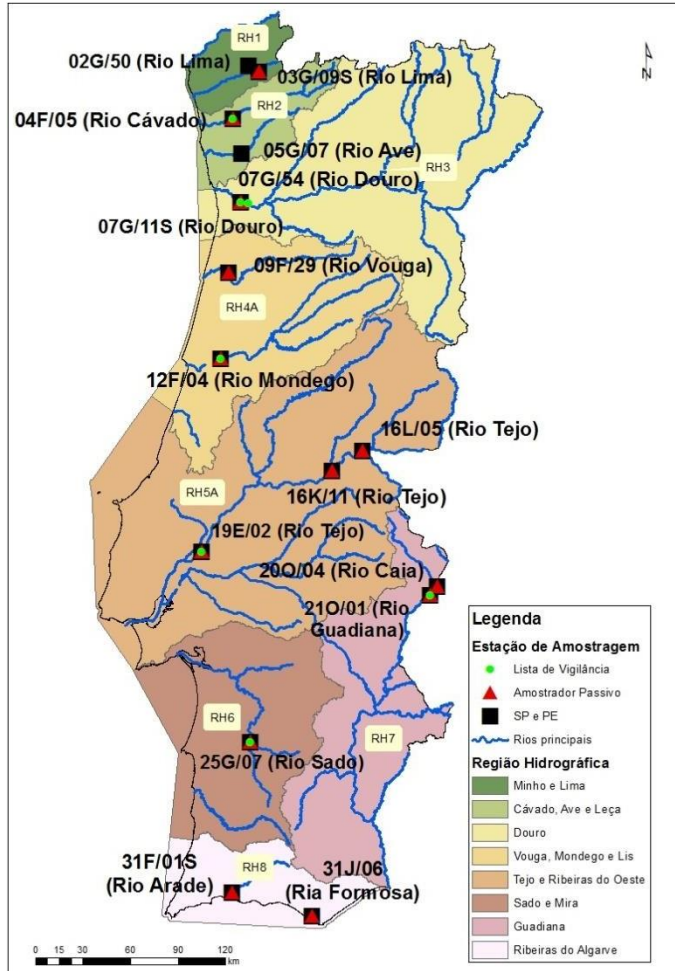 RH1
02G/50 (Rio Lima)
03G/09S (Rio Lima)
RH2
04F/05 (Rio Cávado)
05G/07 (Rio Ave)
RH3
07G/54 (Rio Douro)
07G/11S (Rio Douro)
09F/29 (Rio Vouga)
RH4A
12F/04 (Rio Mondego)
16L/05 (Rio Tejo)
16K/11 (Rio Tejo)
RH5A
19E/02 (Rio Tejo)
20O/04 (Rio Caia)
21O/01 (Rio
Guadiana)
RH6
RH7
25G/07 (Rio Sado)
31F/01S
(Rio Arade)
RH8
31J/06
(Ria Formosa)
N
Legenda
Estação de Amostragem
Lista de Vigilância
Amostrador Passivo
SP e PE
Rios principais
Região Hidrográfica
Minho e Lima
Cávado, Ave e Leça
Douro
Vouga, Mondego e Lis
Tejo e Ribeiras do Oeste
Sado e Mira
Guadiana
Ribeiras do Algarve
0 15 30 60 90 120
km